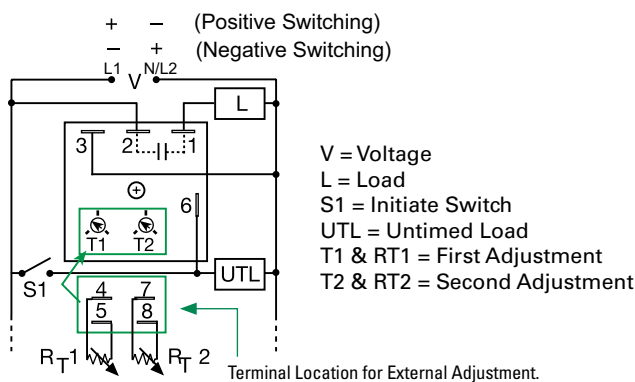 + – (Positive Switching)
– + (Negative Switching)
L1 V N/L2
L
3 2 1
6
T1 T2
S1 UTL
4 7
5 8
RT1 RT2
V = Voltage
L = Load
S1 = Initiate Switch
UTL = Untimed Load
T1 & RT1 = First Adjustment
T2 & RT2 = Second Adjustment
Terminal Location for External Adjustment.